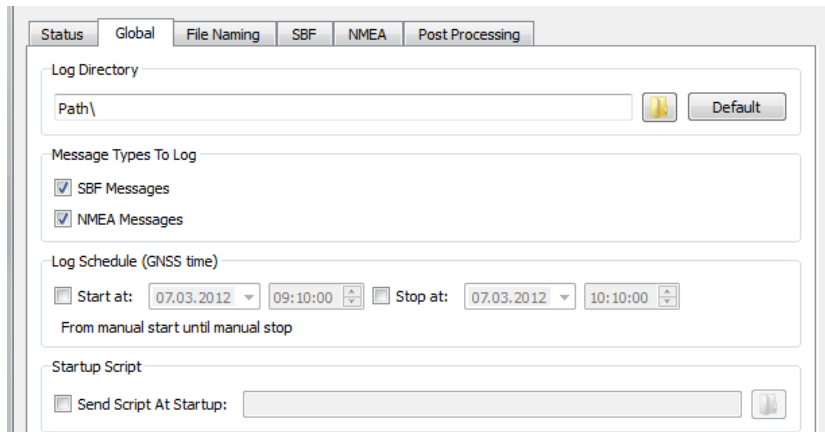 Status Global File Naming SBF NMEA Post Processing
Log Directory
Path\ Default
Message Types To Log
SBF Messages
NMEA Messages
Log Schedule (GNSS time)
Start at: 07.03.2012 09:10:00 Stop at: 07.03.2012 10:10:00
From manual start until manual stop
Startup Script
Send Script At Startup: